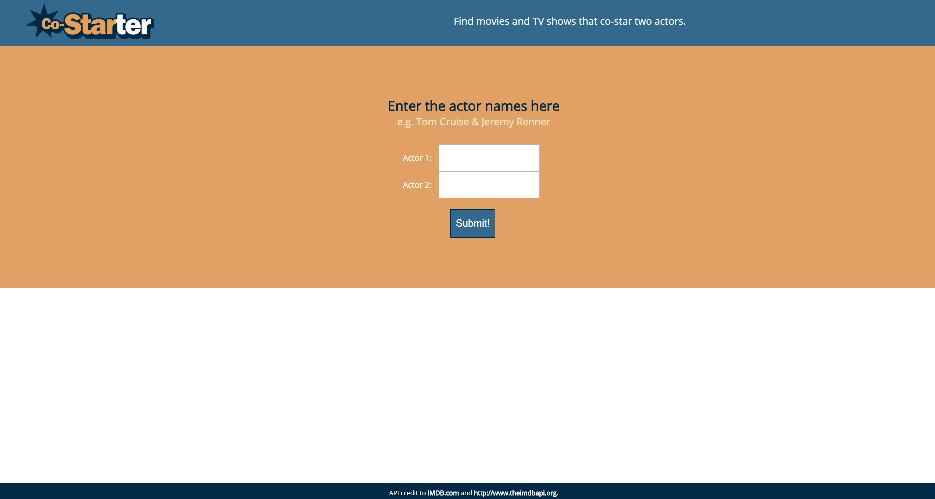 Co-Starter
Find movies and TV shows that co-star two actors.
Enter the actor names here
e.g. Tom Cruise & Jeremy Renner
Actor 1:
Actor 2:
Submit!
API credit to IMDB.com and http://www.theimdbapi.org.